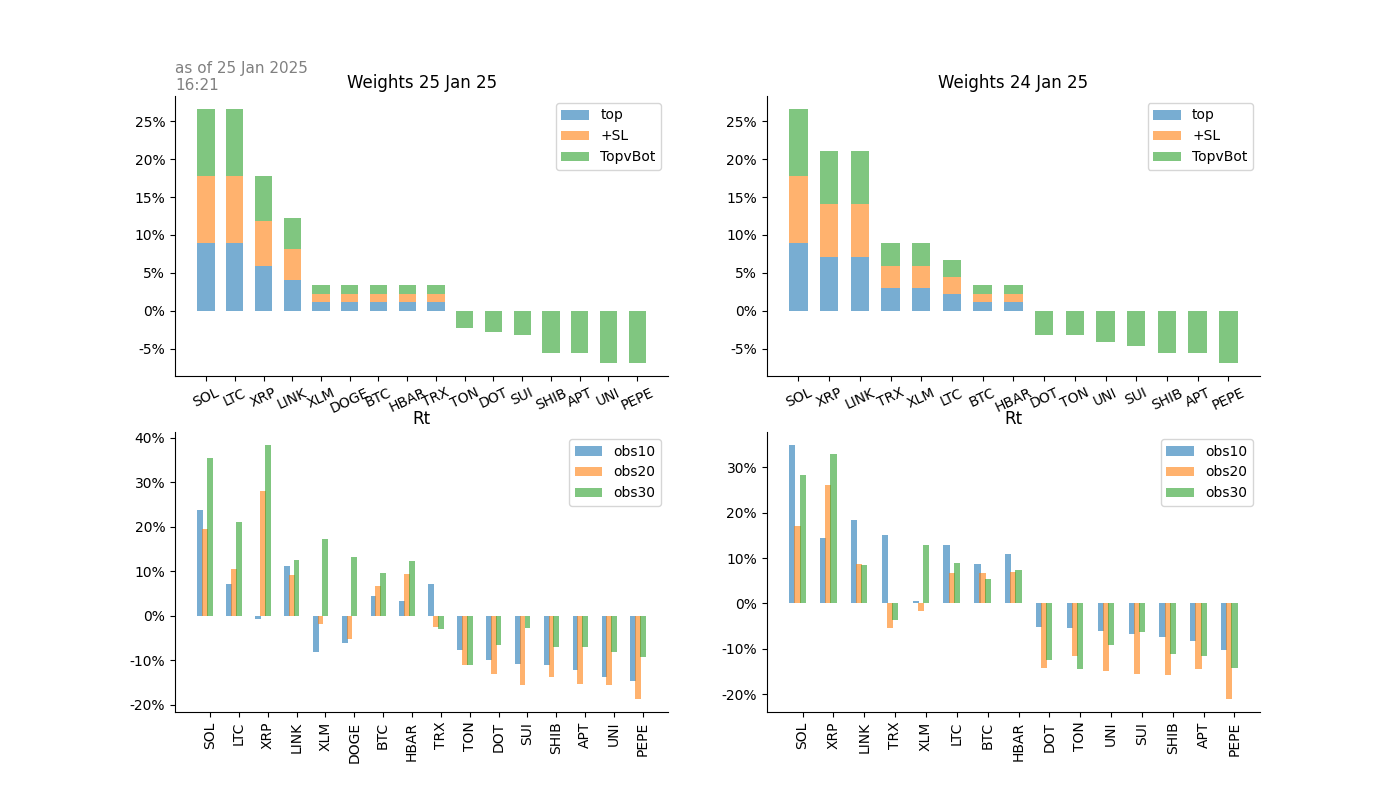 as of 25 Jan 2025
16:21
Weights 25 Jan 25
25%
20%
15%
10%
5%
0%
-5%
top
+SL
TopvBot
SOL LTC XRP LINK XLM DOGE BTC HBAR TRX TON DOT SUI SHIB APT UNI PEPE
Weights 24 Jan 25
25%
20%
15%
10%
5%
0%
-5%
top
+SL
TopvBot
SOL XRP LINK TRX XLM LTC BTC HBAR DOT TON UNI SUI SHIB APT PEPE
Rt
40%
30%
20%
10%
0%
-10%
-20%
obs10
obs20
obs30
SOL LTC XRP LINK XLM DOGE BTC HBAR TRX TON DOT SUI SHIB APT UNI PEPE
Rt
30%
20%
10%
0%
-10%
-20%
obs10
obs20
obs30
SOL XRP LINK TRX XLM LTC BTC HBAR DOT TON UNI SUI SHIB APT PEPE